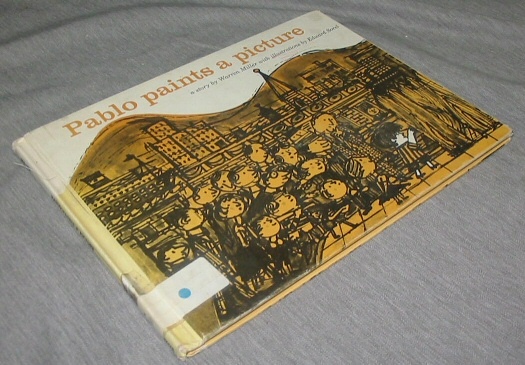 Pablo paints a picture
a story by Warren Miller with illustrations by Edward Sorel